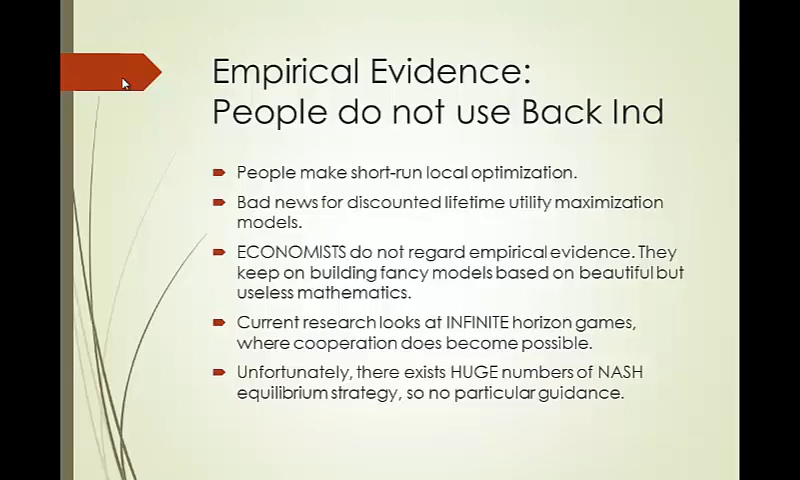 Empirical Evidence:
People do not use Back Ind
People make short-run local optimization.
Bad news for discounted lifetime utility maximization
models.
ECONOMISTS do not regard empirical evidence. They
keep on building fancy models based on beautiful but
useless mathematics.
Current research looks at INFINITE horizon games,
where cooperation does become possible.
Unfortunately, there exists HUGE numbers of NASH
equilibrium strategy, so no particular guidance.